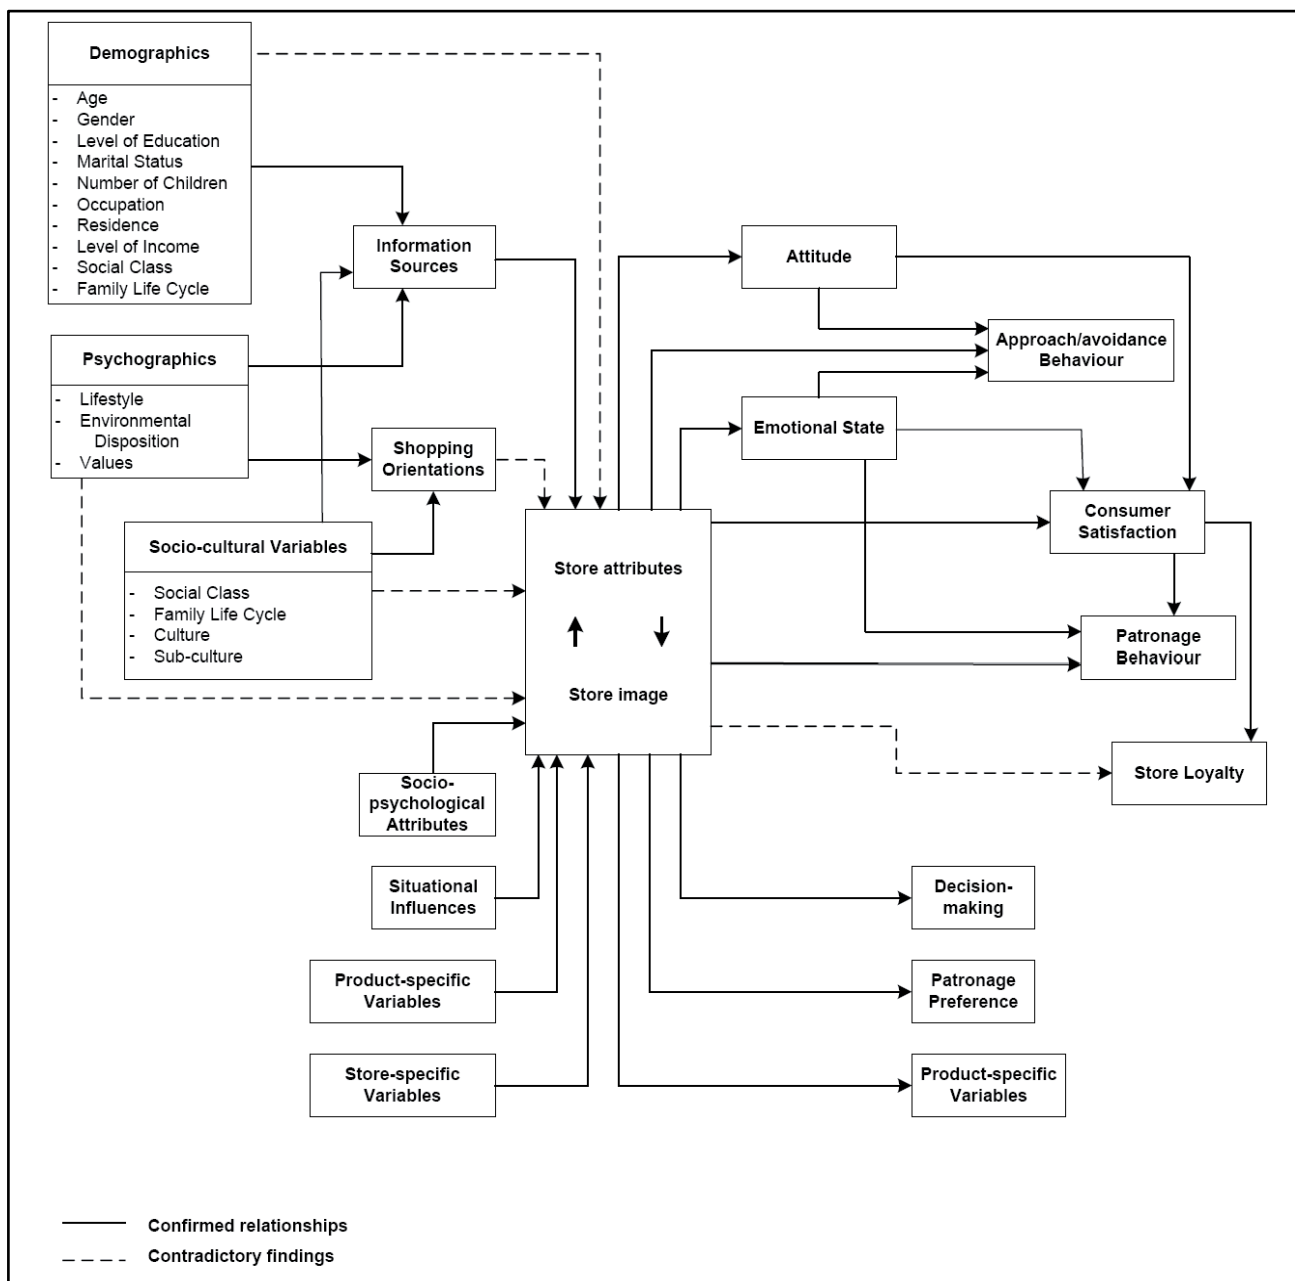 Demographics
- Age
- Gender
- Level of Education
- Marital Status
- Number of Children
- Occupation
- Residence
- Level of Income
- Social Class
- Family Life Cycle
Psychographics
- Lifestyle
- Environmental
Disposition
- Values
Socio-cultural Variables
- Social Class
- Family Life Cycle
- Culture
- Sub-culture
Information
Sources
Shopping
Orientations
Socio-
psychological
Attributes
Situational
Influences
Product-specific
Variables
Store-specific
Variables
Store attributes
Store image
Attitude
Approach/avoidance
Behaviour
Emotional State
Consumer
Satisfaction
Patronage
Behaviour
Store Loyalty
Decision-
making
Patronage
Preference
Product-specific
Variables
Confirmed relationships
Contradictory findings